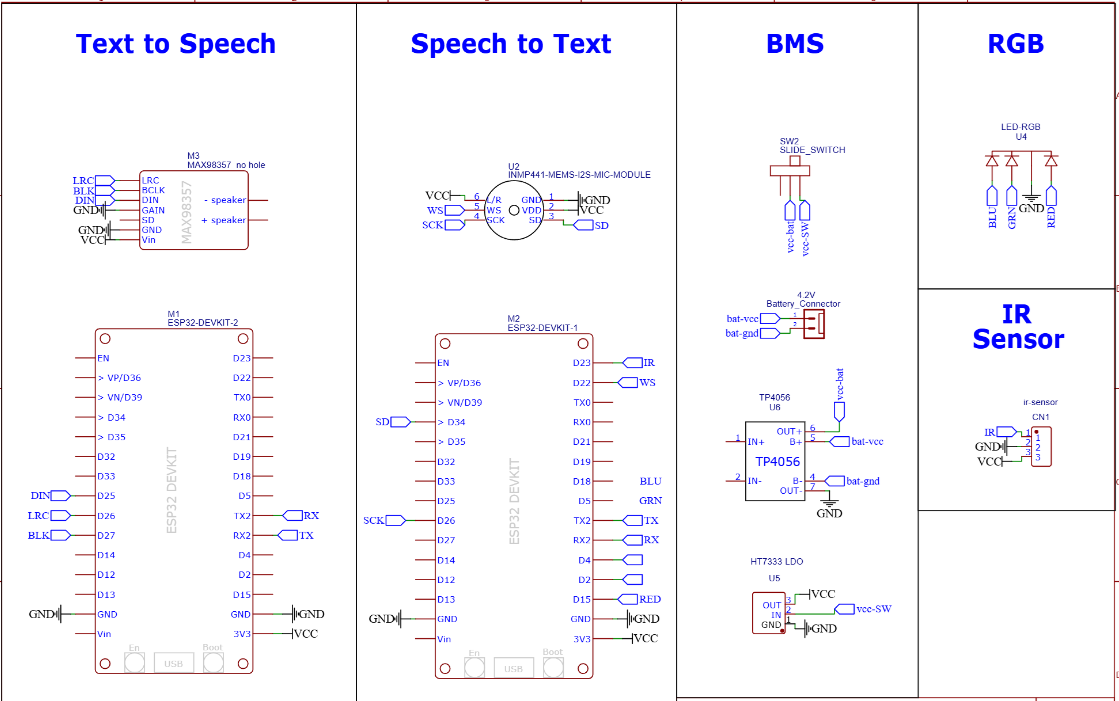 Text to Speech
M3
MAX98357 no hole
LRC
BLK
DIN
GND
GND
VCC
LRC
BCLK
DIN
GAIN
SD
GND
Vin
MAX98357
- speaker
+ speaker
M1
ESP32-DEVKIT-2
EN
> VP/D36
> VN/D39
> D34
> D35
D32
D33
DIN D25
LRC D26
BLK D27
D14
D12
D13
GND GND
Vin
ESP32 DEVKIT
D23
D22
TX0
RX0
D21
D19
D18
D5
TX2 RX
RX2 TX
D4
D2
D15
GND GND
3V3 VCC
En
USB
Boot
Speech to Text
U2
INMP441-MEMS-I2S-MIC-MODULE
VCC 6 L/R
WS 5 WS
SCK 4 SCK
GND 1 GND
VDD 2 VCC
SD 3 SD
M2
ESP32-DEVKIT-1
EN
> VP/D36
> VN/D39
SD > D34
> D35
D32
D33
D25
SCK D26
D27
D14
D12
D13
GND GND
Vin
ESP32 DEVKIT
D23 IR
D22 WS
TX0
RX0
D21
D19
D18 BLU
D5 GRN
TX2 TX
RX2 RX
D4
D2
D15 RED
GND GND
3V3 VCC
En
USB
Boot
BMS
SW2
SLIDE_SWITCH
vcc-bat
vcc-SW
4.2V
Battery_Connector
bat-vcc 1
bat-gnd 2
TP4056
U6
vcc-bat
1 IN+
2 IN-
TP4056
OUT+ 6
B+ 5 bat-vcc
B- 4 bat-gnd
OUT- 7
GND
HT7333 LDO
U5
OUT 3 VCC
IN 2 vcc-SW
GND 1 GND
RGB
LED-RGB
U4
BLU
GRN
GND
RED
IR
Sensor
ir-sensor
CN1
IR 1 1
GND 2 2
VCC 3 3